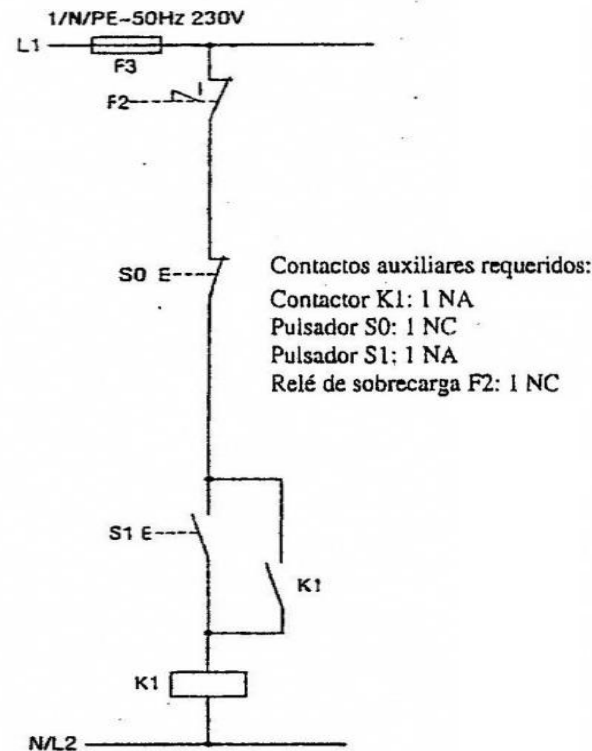 1/N/PE~50Hz 230V
L1
F3
F2
S0 E
Contactos auxiliares requeridos:
Contactor K1: 1 NA
Pulsador S0: 1 NC
Pulsador S1: 1 NA
Relé de sobrecarga F2: 1 NC
S1 E
K1
K1
N/L2